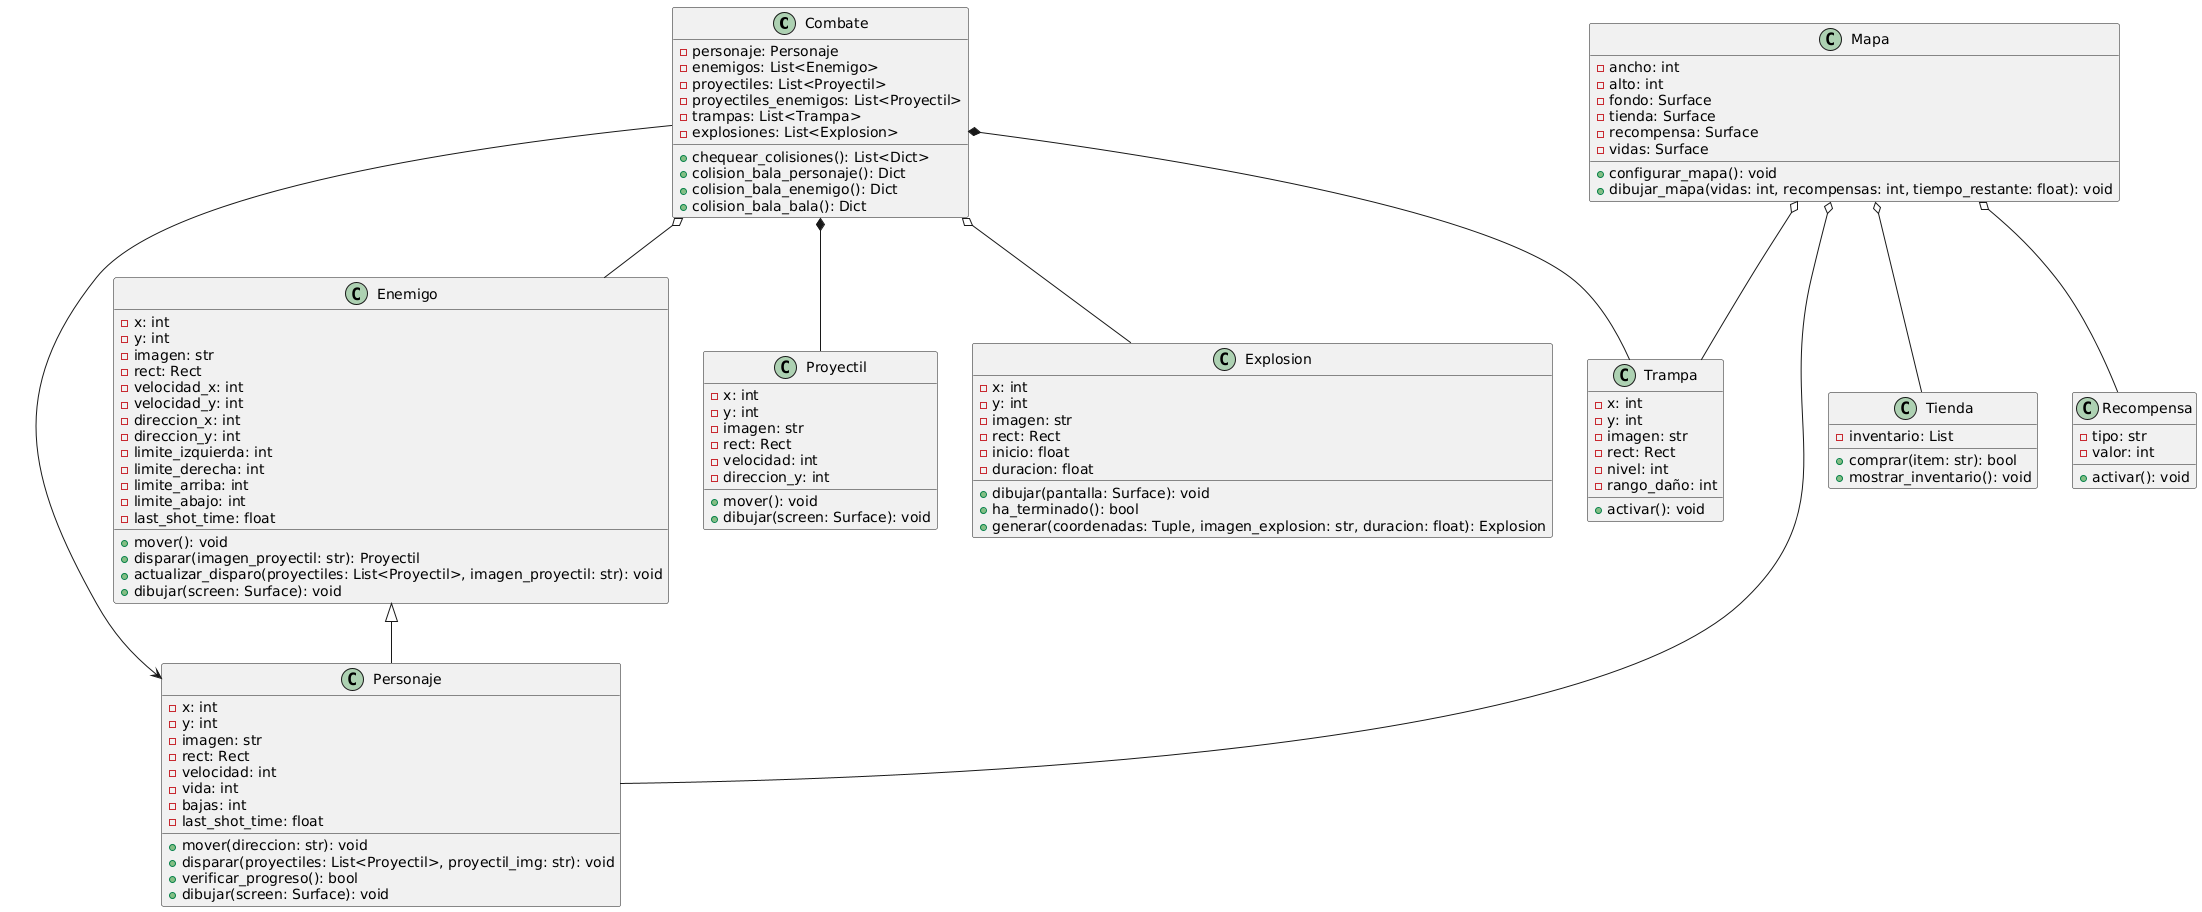 C Combate
personaje: Personaje
enemigos: List<Enemigo>
proyectiles: List<Proyectil>
proyectiles_enemigos: List<Proyectil>
trampas: List<Trampa>
explosiones: List<Explosion>
chequear_colisiones(): List<Dict>
colision_bala_personaje(): Dict
colision_bala_enemigo(): Dict
colision_bala_bala(): Dict
C Mapa
ancho: int
alto: int
fondo: Surface
tienda: Surface
recompensa: Surface
vidas: Surface
configurar_mapa(): void
dibujar_mapa(vidas: int, recompensas: int, tiempo_restante: float): void
C Enemigo
x: int
y: int
imagen: str
rect: Rect
velocidad_x: int
velocidad_y: int
direccion_x: int
direccion_y: int
limite_izquierda: int
limite_derecha: int
limite_arriba: int
limite_abajo: int
last_shot_time: float
mover(): void
disparar(imagen_proyectil: str): Proyectil
actualizar_disparo(proyectiles: List<Proyectil>, imagen_proyectil: str): void
dibujar(screen: Surface): void
C Proyectil
x: int
y: int
imagen: str
rect: Rect
velocidad: int
direccion_y: int
mover(): void
dibujar(screen: Surface): void
C Explosion
x: int
y: int
imagen: str
rect: Rect
inicio: float
duracion: float
dibujar(pantalla: Surface): void
ha_terminado(): bool
generar(coordenadas: Tuple, imagen_explosion: str, duracion: float): Explosion
C Trampa
x: int
y: int
imagen: str
rect: Rect
nivel: int
rango_daño: int
activar(): void
C Tienda
inventario: List
comprar(item: str): bool
mostrar_inventario(): void
C Recompensa
tipo: str
valor: int
activar(): void
C Personaje
x: int
y: int
imagen: str
rect: Rect
velocidad: int
vida: int
bajas: int
last_shot_time: float
mover(direccion: str): void
disparar(proyectiles: List<Proyectil>, proyectil_img: str): void
verificar_progreso(): bool
dibujar(screen: Surface): void